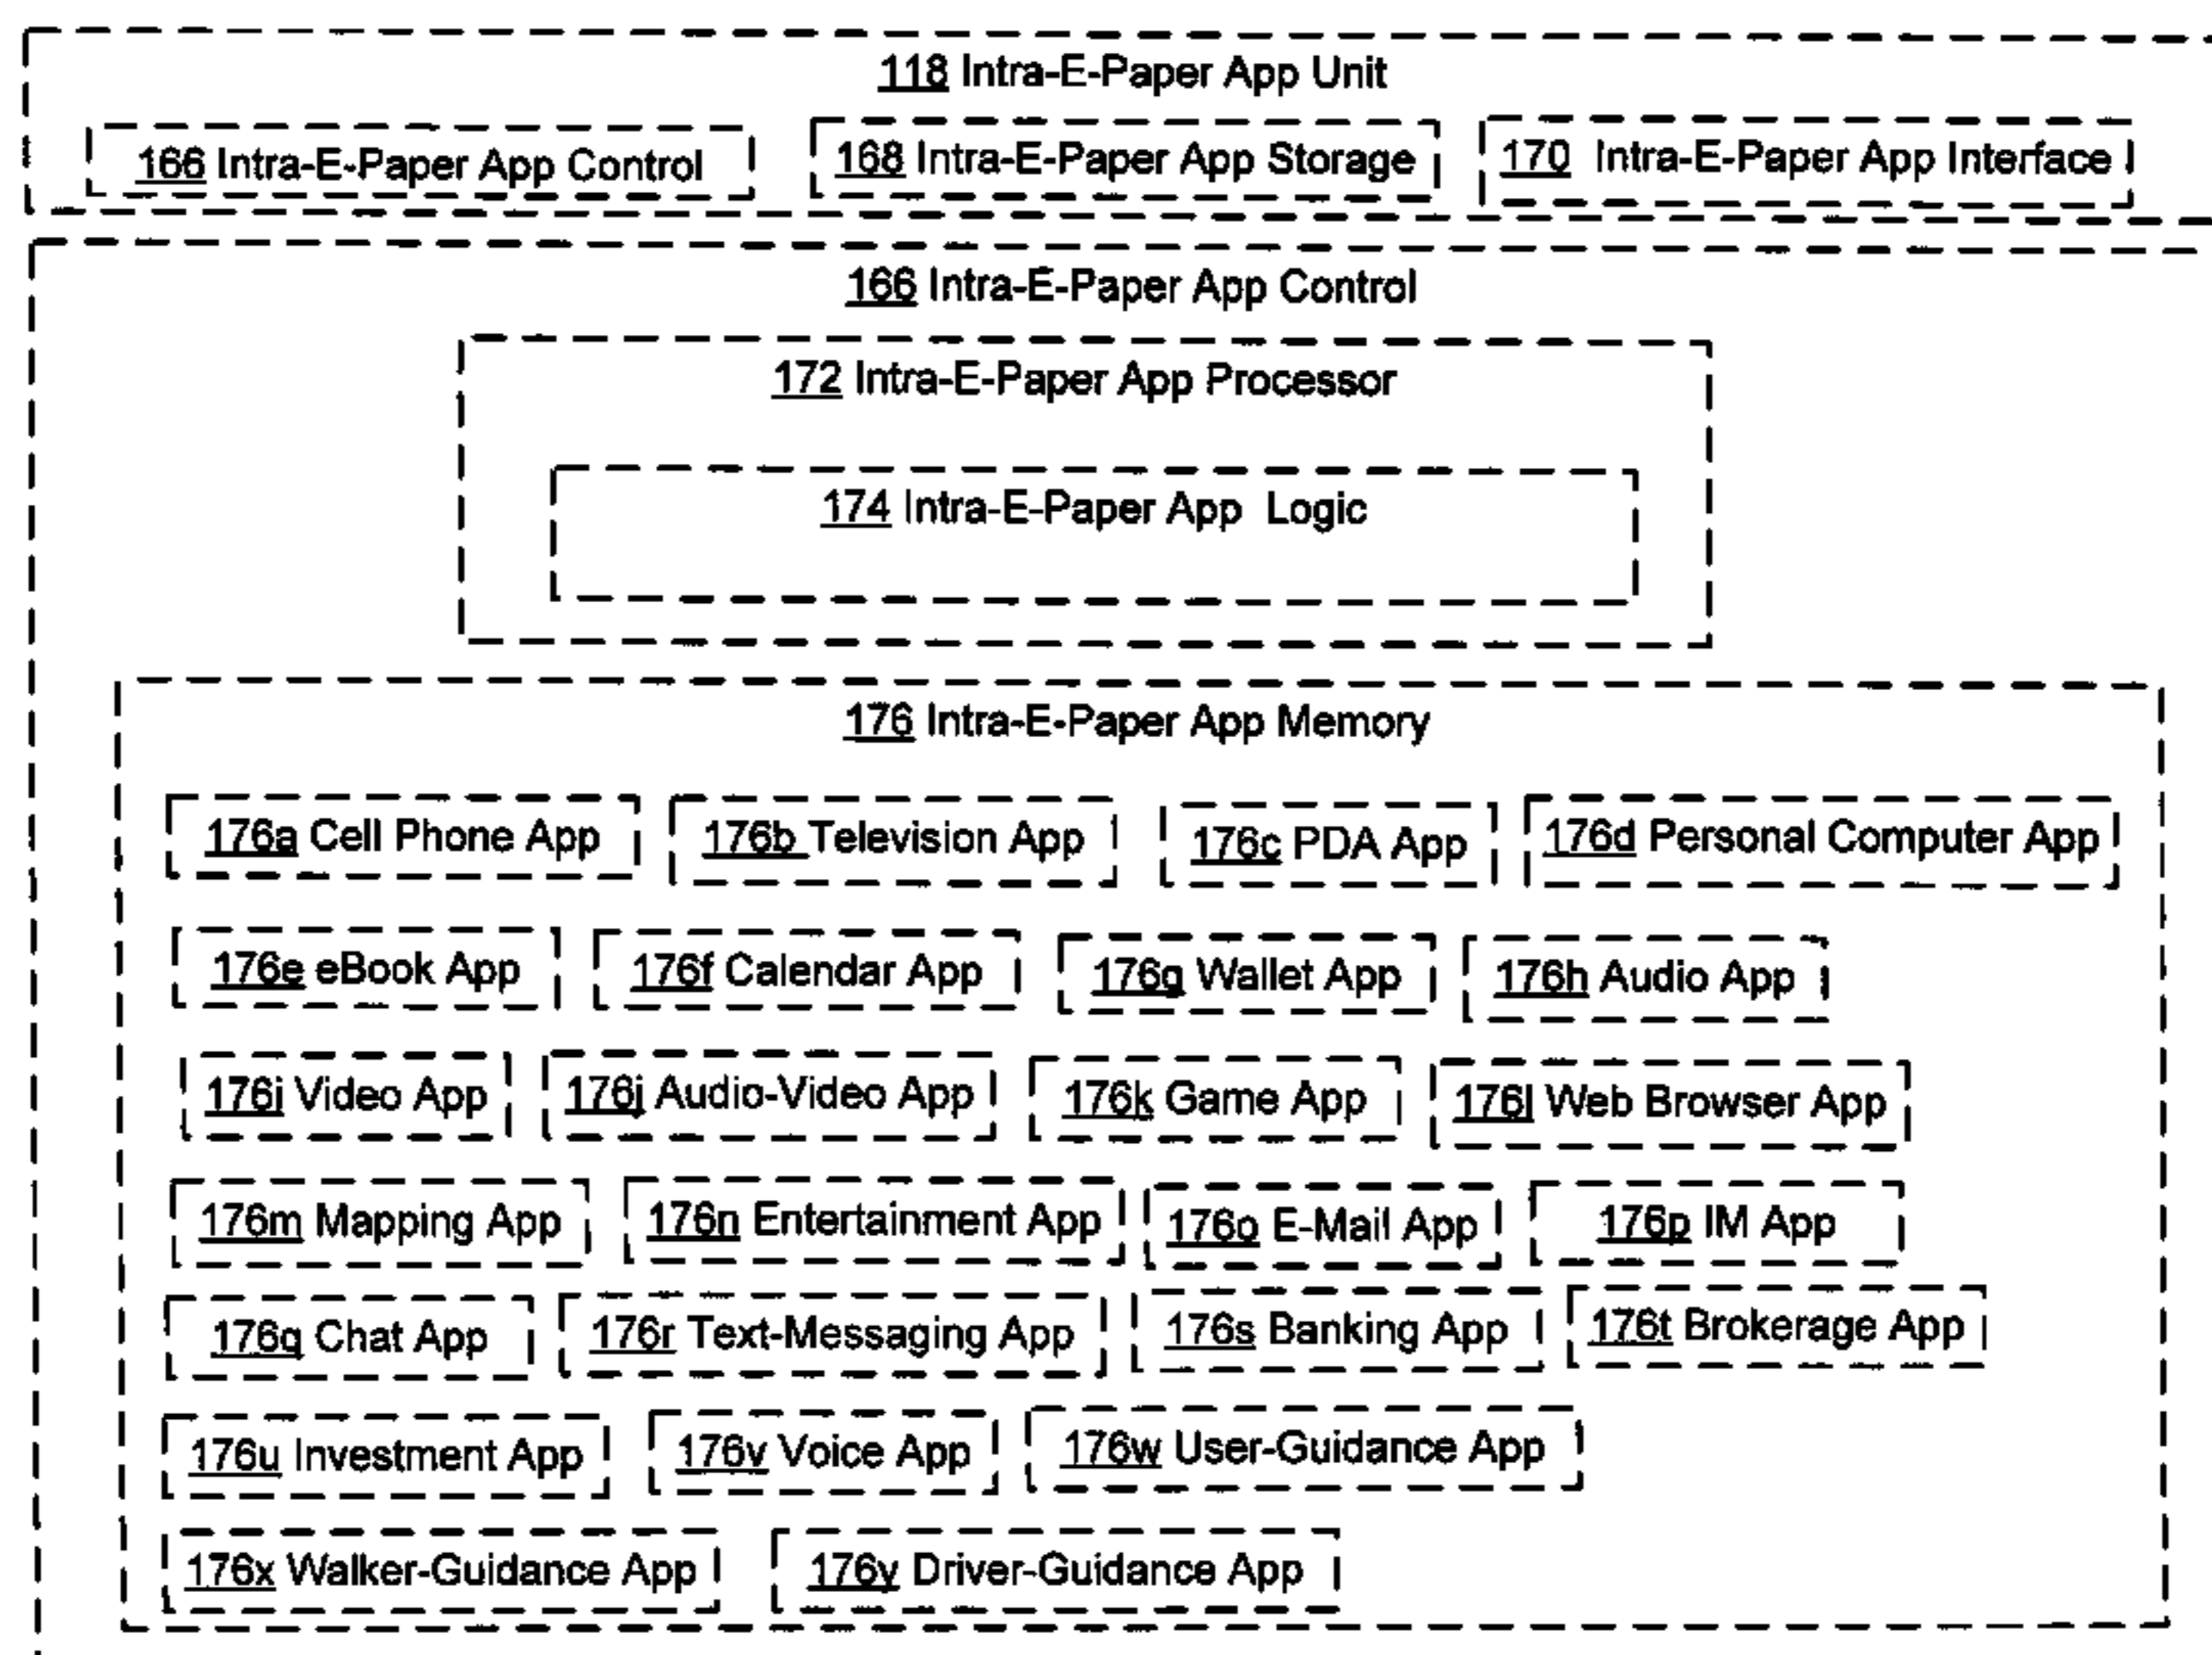 118 Intra-E-Paper App Unit
166 Intra-E-Paper App Control 168 Intra-E-Paper App Storage 170 Intra-E-Paper App Interface
166 Intra-E-Paper App Control
172 Intra-E-Paper App Processor
174 Intra-E-Paper App Logic
176 Intra-E-Paper App Memory
176a Cell Phone App 176b Television App 176c PDA App 176d Personal Computer App
176e eBook App 176f Calendar App 176g Wallet App 176h Audio App
176i Video App 176j Audio-Video App 176k Game App 176l Web Browser App
176m Mapping App 176n Entertainment App 176o E-Mail App 176p IM App
176q Chat App 176r Text-Messaging App 176s Banking App 176t Brokerage App
176u Investment App 176v Voice App 176w User-Guidance App
176x Walker-Guidance App 176y Driver-Guidance App